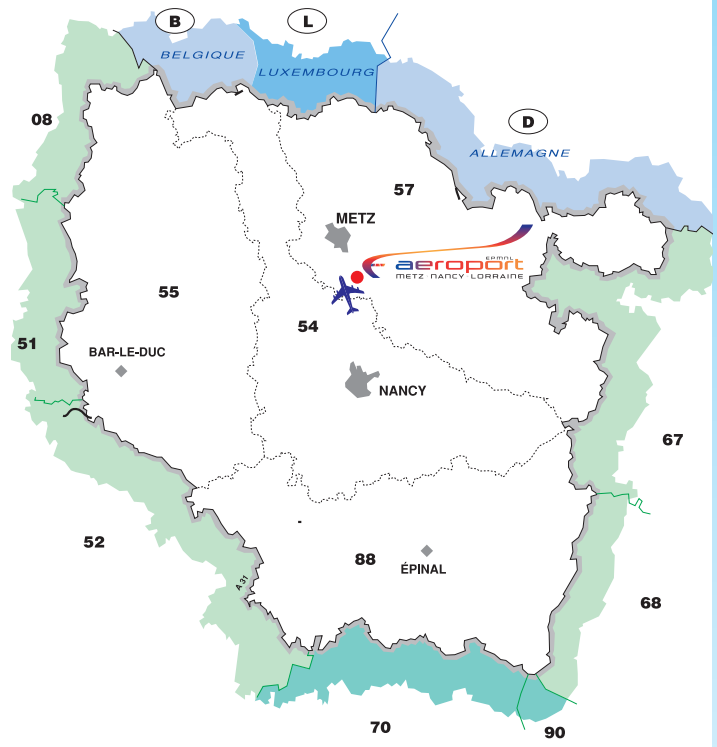 B
L
BELGIQUE
LUXEMBOURG
08
D
ALLEMAGNE
57
METZ
E.P.M.N.L
aeroport
METZ NANCY LORRAINE
55
54
51
BAR-LE-DUC
NANCY
67
52
88
ÉPINAL
A 31
68
70
90